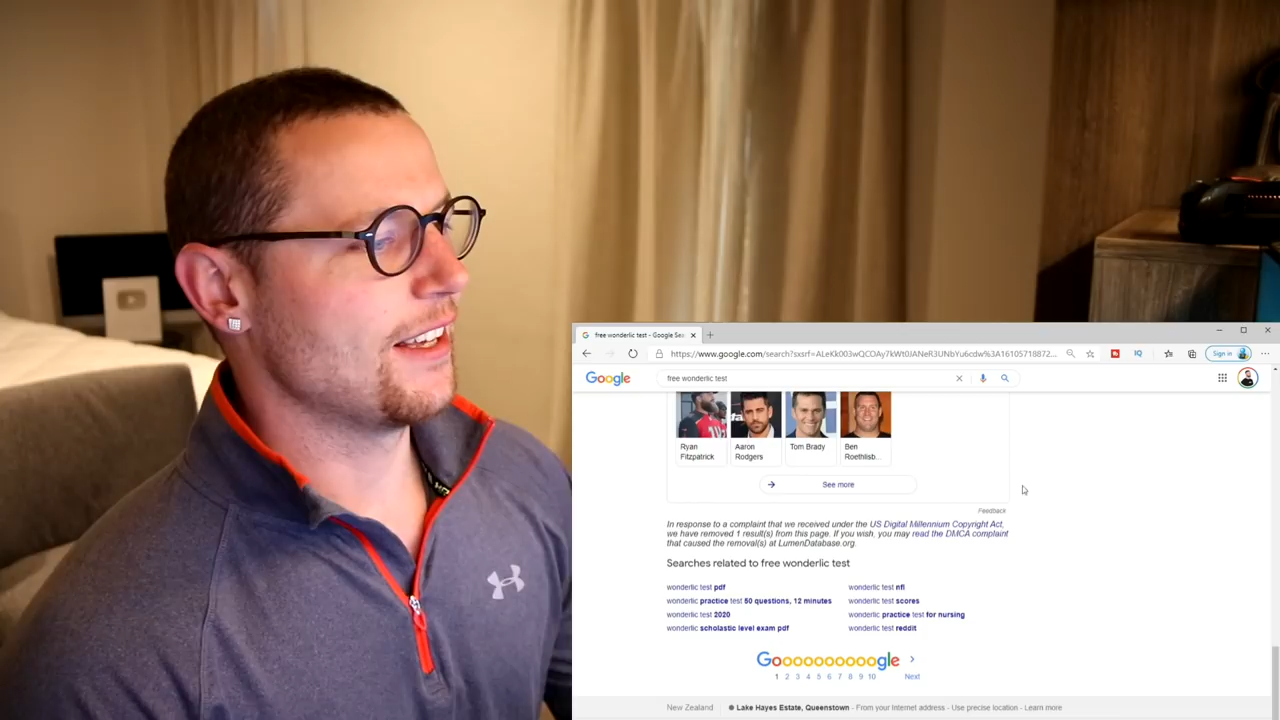 free wonderlic test - Google Sea
https://www.google.com/search?sxsrf=ALeKk003wQCOAy7kWt0JANeR3UNbYu6cdw%3A16105718872...
Sign in
Google
free wonderlic test
Ryan Fitzpatrick
Aaron Rodgers
Tom Brady
Ben Roethlisb...
See more
Feedback
In response to a complaint that we received under the US Digital Millennium Copyright Act,
we have removed 1 result(s) from this page. If you wish, you may read the DMCA complaint
that caused the removal(s) at LumenDatabase.org.
Searches related to free wonderlic test
wonderlic test pdf
wonderlic test nfl
wonderlic practice test 50 questions, 12 minutes
wonderlic test scores
wonderlic test 2020
wonderlic practice test for nursing
wonderlic scholastic level exam pdf
wonderlic test reddit
Goooooooooogle
1 2 3 4 5 6 7 8 9 10 Next
New Zealand Lake Hayes Estate, Queenstown - From your Internet address - Use precise location - Learn more